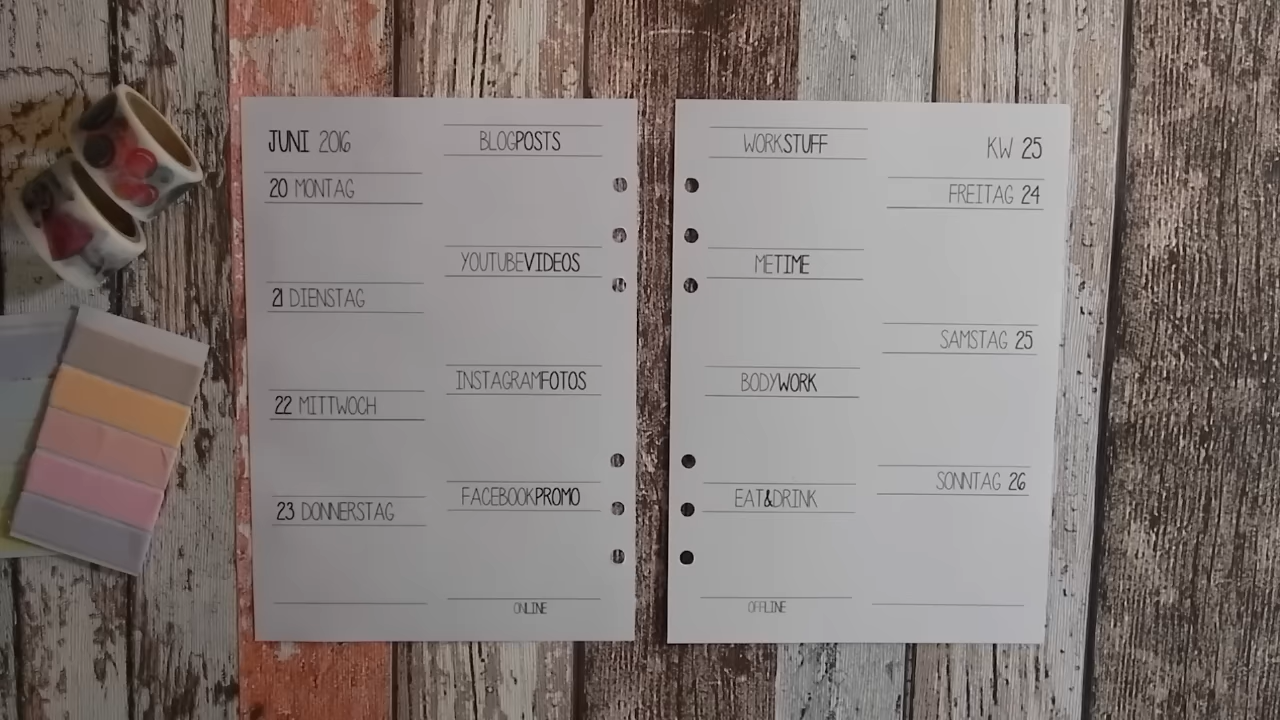 JUNI 2016
20 MONTAG
21 DIENSTAG
22 MITTWOCH
23 DONNERSTAG
BLOGPOSTS
YOUTUBEVIDEOS
INSTAGRAMFOTOS
FACEBOOKPROMO
ONLINE
WORKSTUFF
METIME
BODYWORK
EAT&DRINK
OFFLINE
KW 25
FREITAG 24
SAMSTAG 25
SONNTAG 26